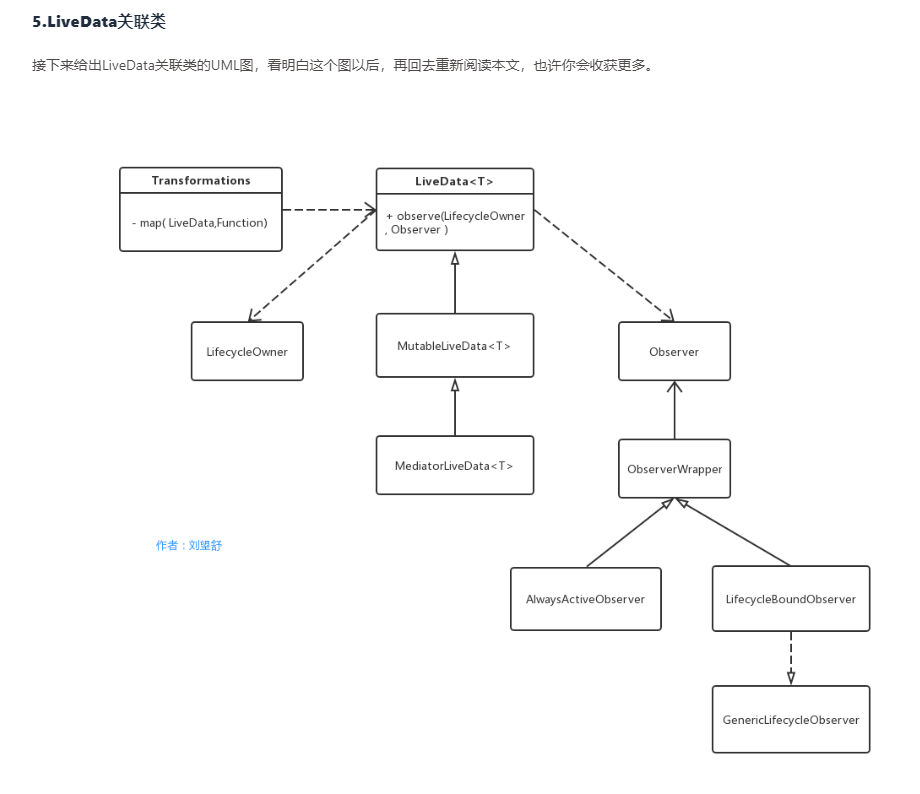 5.LiveData关联类
接下来给出LiveData关联类的UML图，看明白这个图以后，再回去重新阅读本文，也许你会收获更多。
Transformations
- map( LiveData,Function)
LiveData<T>
+ observe(LifecycleOwner
, Observer )
LifecycleOwner
MutableLiveData<T>
Observer
MediatorLiveData<T>
ObserverWrapper
作者：刘望舒
AlwaysActiveObserver
LifecycleBoundObserver
GenericLifecycleObserver